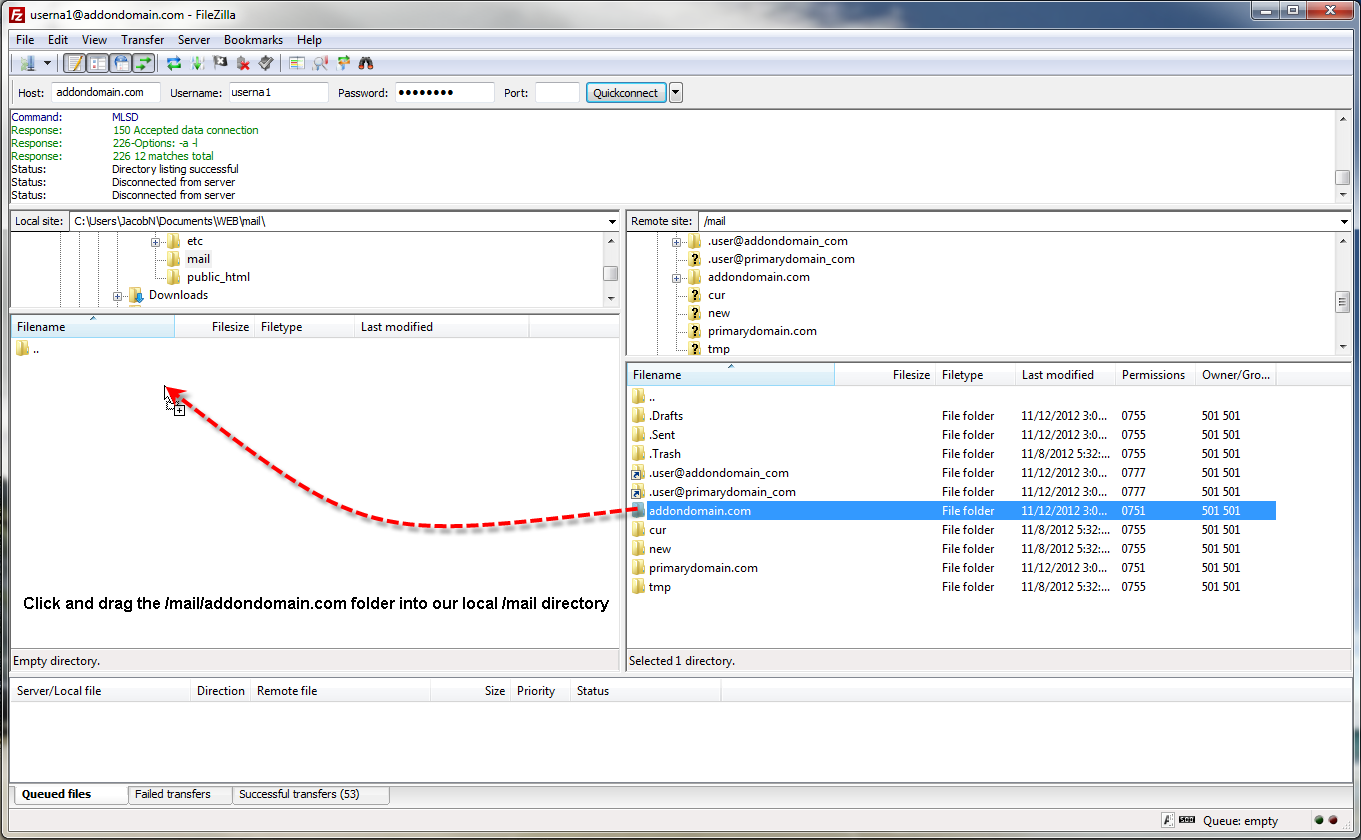 userna1@addondomain.com - FileZilla
File Edit View Transfer Server Bookmarks Help
Host: addondomain.com Username: userna1 Password: ●●●●●●●● Port: Quickconnect
Command: MLSD
Response: 150 Accepted data connection
Response: 226-Options: -a -l
Response: 226 12 matches total
Status: Directory listing successful
Status: Disconnected from server
Status: Disconnected from server
Local site: C:\Users\JacobN\Documents\WEB\mail\
etc
mail
public_html
Downloads
Filename Filesize Filetype Last modified
..
Click and drag the /mail/addondomain.com folder into our local /mail directory
Empty directory.
Remote site: /mail
.user@addondomain_com
.user@primarydomain_com
addondomain.com
cur
new
primarydomain.com
tmp
Filename Filesize Filetype Last modified Permissions Owner/Gro...
..
.Drafts File folder 11/12/2012 3:0... 0755 501 501
.Sent File folder 11/12/2012 3:0... 0755 501 501
.Trash File folder 11/8/2012 5:32:... 0755 501 501
.user@addondomain_com File folder 11/12/2012 3:0... 0777 501 501
.user@primarydomain_com File folder 11/12/2012 3:0... 0777 501 501
addondomain.com File folder 11/12/2012 3:0... 0751 501 501
cur File folder 11/8/2012 5:32:... 0755 501 501
new File folder 11/8/2012 5:32:... 0755 501 501
primarydomain.com File folder 11/12/2012 3:0... 0751 501 501
tmp File folder 11/8/2012 5:32:... 0755 501 501
Selected 1 directory.
Server/Local file Direction Remote file Size Priority Status
Queued files Failed transfers Successful transfers (53)
Queue: empty